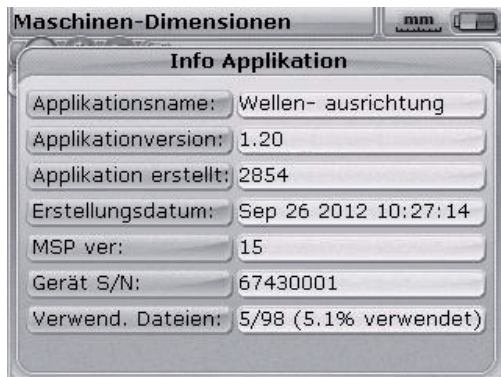 Maschinen-Dimensionen mm
Info Applikation
Applikationsname: Wellen- ausrichtung
Applikationversion: 1.20
Applikation erstellt: 2854
Erstellungsdatum: Sep 26 2012 10:27:14
MSP ver: 15
Gerät S/N: 67430001
Verwend. Dateien: 5/98 (5.1% verwendet)